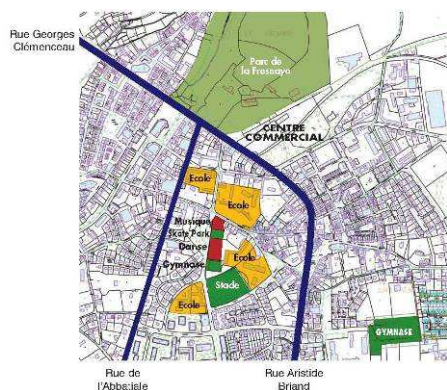 Rue Georges
Clémenceau
Parc de
la Fresnaye
CENTRE
COMMERCIAL
Ecole
Ecole
Musique
Skate Park
Danse
Ecole
Gymnase
Stade
Ecole
GYMNASE
Rue de
l'Abbatiale
Rue Aristide
Briand